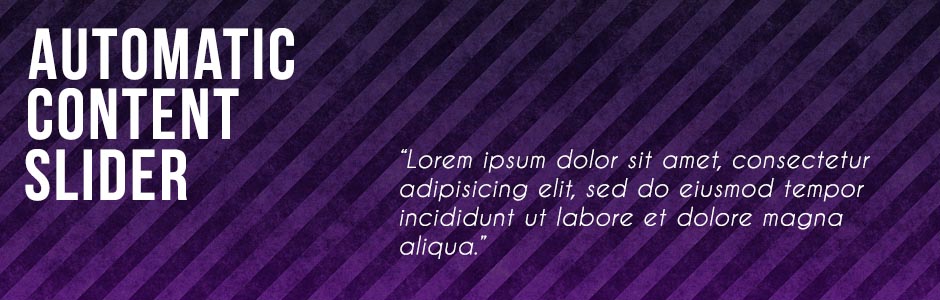 AUTOMATIC
CONTENT
SLIDER
“Lorem ipsum dolor sit amet, consectetur
adipisicing elit, sed do eiusmod tempor
incididunt ut labore et dolore magna
aliqua.”